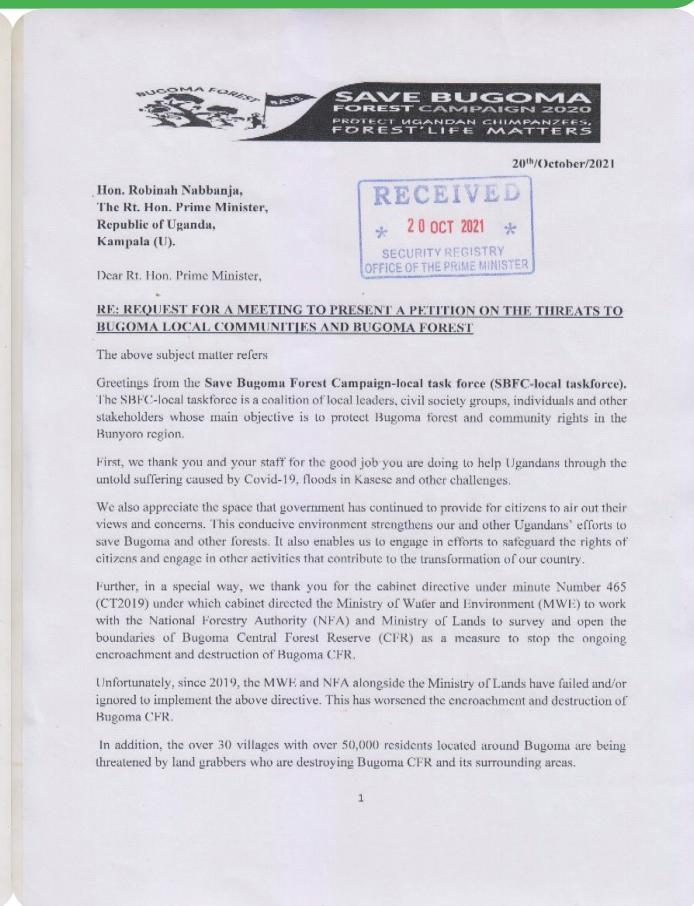 BUGOMA FOREST
SAVE
SAVE BUGOMA
FOREST CAMPAIGN 2020
PROTECT UGANDAN CHIMPANZEES,
FOREST'LIFE MATTERS
20th/October/2021
Hon. Robinah Nabbanja,
The Rt. Hon. Prime Minister,
Republic of Uganda,
Kampala (U).
RECEIVED
* 20 OCT 2021 *
SECURITY REGISTRY
OFFICE OF THE PRIME MINISTER
Dear Rt. Hon. Prime Minister,
RE: REQUEST FOR A MEETING TO PRESENT A PETITION ON THE THREATS TO
BUGOMA LOCAL COMMUNITIES AND BUGOMA FOREST
The above subject matter refers
Greetings from the Save Bugoma Forest Campaign-local task force (SBFC-local taskforce).
The SBFC-local taskforce is a coalition of local leaders, civil society groups, individuals and other
stakeholders whose main objective is to protect Bugoma forest and community rights in the
Bunyoro region.
First, we thank you and your staff for the good job you are doing to help Ugandans through the
untold suffering caused by Covid-19, floods in Kasese and other challenges.
We also appreciate the space that government has continued to provide for citizens to air out their
views and concerns. This conducive environment strengthens our and other Ugandans' efforts to
save Bugoma and other forests. It also enables us to engage in efforts to safeguard the rights of
citizens and engage in other activities that contribute to the transformation of our country.
Further, in a special way, we thank you for the cabinet directive under minute Number 465
(CT2019) under which cabinet directed the Ministry of Water and Environment (MWE) to work
with the National Forestry Authority (NFA) and Ministry of Lands to survey and open the
boundaries of Bugoma Central Forest Reserve (CFR) as a measure to stop the ongoing
encroachment and destruction of Bugoma CFR.
Unfortunately, since 2019, the MWE and NFA alongside the Ministry of Lands have failed and/or
ignored to implement the above directive. This has worsened the encroachment and destruction of
Bugoma CFR.
In addition, the over 30 villages with over 50,000 residents located around Bugoma are being
threatened by land grabbers who are destroying Bugoma CFR and its surrounding areas.
1